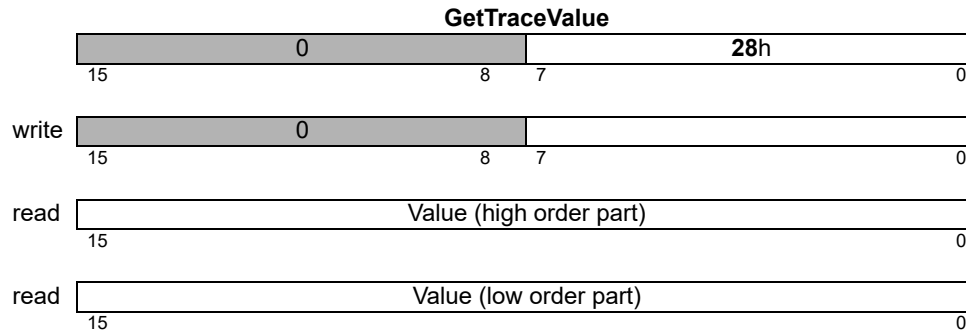 GetTraceValue
0 28h
15 8 7 0
write 0
15 8 7 0
read Value (high order part)
15 0
read Value (low order part)
15 0